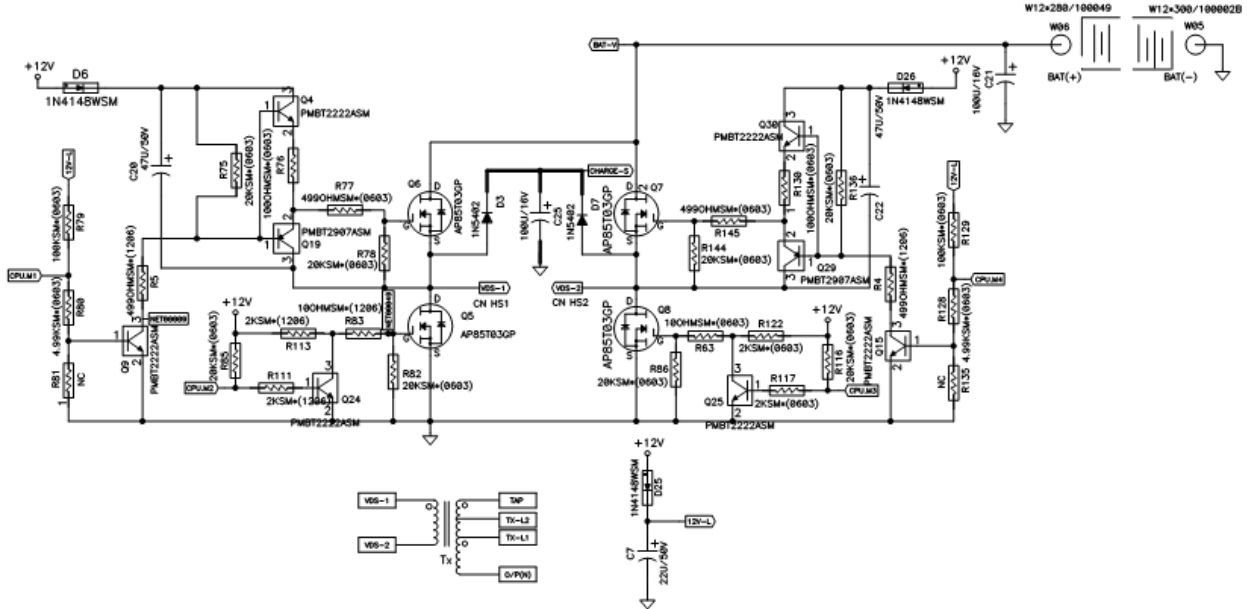 W12*280/100049
W12*300/100002B
W06
W05
BAT(+)
BAT(-)
BAT-V
C21
100U/16V
+12V
D6
1N4148WSM
Q4
PMBT2222ASM
C20
47U/50V
R75
20KSM*(0603)
R76
100OHMSM*(0603)
R77
499OHMSM*(0603)
PMBT2907ASM
Q19
R78
20KSM*(0603)
Q6
AP85T03GP
D3
1N5402
C25
100U/16V
CHARGE-S
D7
1N5402
Q7
AP85T03GP
+12V
D26
1N4148WSM
Q30
PMBT2222ASM
R130
100OHMSM*(0603)
R136
20KSM*(0603)
47U/50V
C22
499OHMSM*(0603)
R145
R144
20KSM*(0603)
Q29
PMBT2907ASM
12V-L
R79
100KSM*(0603)
CPU.M1
R80
4.99KSM*(0603)
R81
NC
R5
499OHMSM*(1206)
NET00009
Q9
PMBT2222ASM
+12V
R85
20KSM*(0603)
CPU.M2
2KSM*(1206)
R113
10OHMSM*(1206)
R83
R111
2KSM*(1206)
Q24
PMBT2222ASM
R82
20KSM*(0603)
Q5
AP85T03GP
VDS-1
CN HS1
VDS-2
CN HS2
Q8
AP85T03GP
10OHMSM*(0603)
R63
R122
2KSM*(0603)
R86
20KSM*(0603)
Q25
PMBT2222ASM
R117
2KSM*(0603)
+12V
R116
20KSM*(0603)
CPU.M3
Q15
PMBT2222ASM
R4
499OHMSM*(1206)
12V-L
R129
100KSM*(0603)
CPU.M4
R128
4.99KSM*(0603)
R135
NC
+12V
1N4148WSM
D25
12V-L
C7
22U/50V
VDS-1
VDS-2
Tx
TAP
TX-L2
TX-L1
O/P(N)